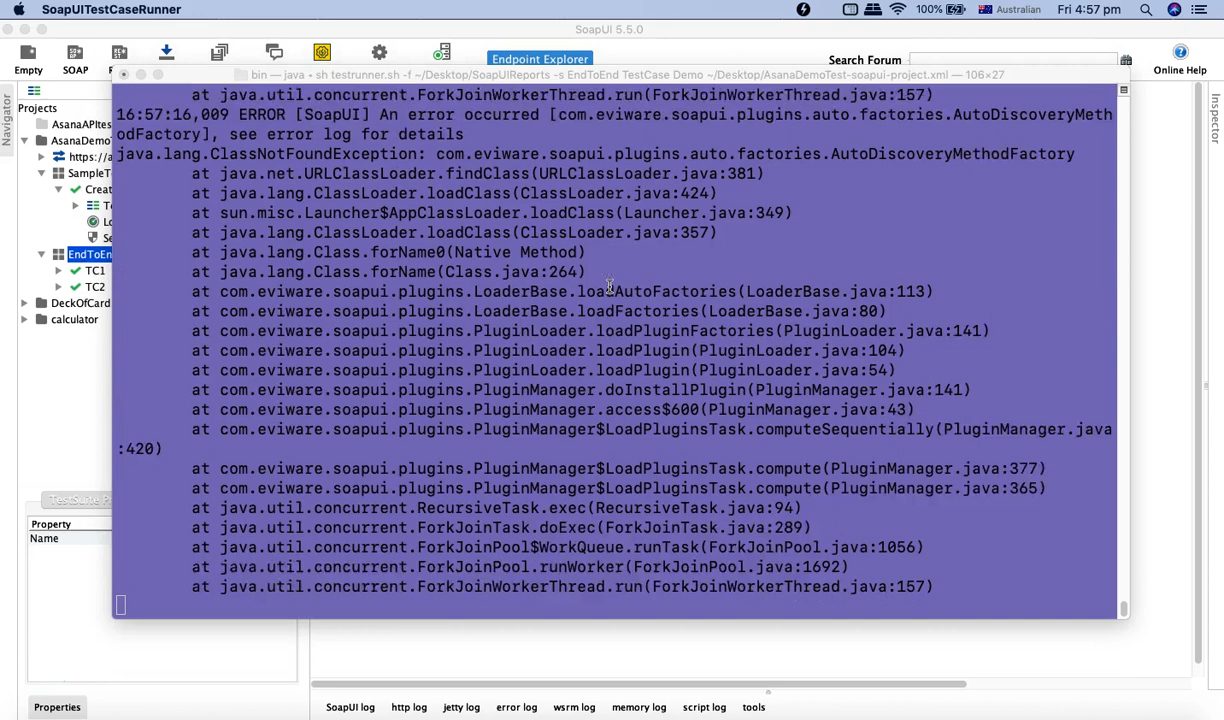 SoapUITestCaseRunner
100%
Australian
Fri 4:57 pm
SoapUI 5.5.0
Empty
SOAP
Endpoint Explorer
Search Forum
Online Help
bin — java • sh testrunner.sh -f ~/Desktop/SoapUIReports -s EndToEnd TestCase Demo ~/Desktop/AsanaDemoTest-soapui-project.xml — 106×27
Navigator
Projects
AsanaAPItes
AsanaDemo
https://a
SampleT
Creat
Te
Lo
Se
EndToEn
TC1
TC2
DeckOfCard
calculator
Inspector
at java.util.concurrent.ForkJoinWorkerThread.run(ForkJoinWorkerThread.java:157)
16:57:16,009 ERROR [SoapUI] An error occurred [com.eviware.soapui.plugins.auto.factories.AutoDiscoveryMeth
odFactory], see error log for details
java.lang.ClassNotFoundException: com.eviware.soapui.plugins.auto.factories.AutoDiscoveryMethodFactory
at java.net.URLClassLoader.findClass(URLClassLoader.java:381)
at java.lang.ClassLoader.loadClass(ClassLoader.java:424)
at sun.misc.Launcher$AppClassLoader.loadClass(Launcher.java:349)
at java.lang.ClassLoader.loadClass(ClassLoader.java:357)
at java.lang.Class.forName0(Native Method)
at java.lang.Class.forName(Class.java:264)
at com.eviware.soapui.plugins.LoaderBase.loadAutoFactories(LoaderBase.java:113)
at com.eviware.soapui.plugins.LoaderBase.loadFactories(LoaderBase.java:80)
at com.eviware.soapui.plugins.PluginLoader.loadPluginFactories(PluginLoader.java:141)
at com.eviware.soapui.plugins.PluginLoader.loadPlugin(PluginLoader.java:104)
at com.eviware.soapui.plugins.PluginLoader.loadPlugin(PluginLoader.java:54)
at com.eviware.soapui.plugins.PluginManager.doInstallPlugin(PluginManager.java:141)
at com.eviware.soapui.plugins.PluginManager.access$600(PluginManager.java:43)
at com.eviware.soapui.plugins.PluginManager$LoadPluginsTask.computeSequentially(PluginManager.java
:420)
at com.eviware.soapui.plugins.PluginManager$LoadPluginsTask.compute(PluginManager.java:377)
at com.eviware.soapui.plugins.PluginManager$LoadPluginsTask.compute(PluginManager.java:365)
at java.util.concurrent.RecursiveTask.exec(RecursiveTask.java:94)
at java.util.concurrent.ForkJoinTask.doExec(ForkJoinTask.java:289)
at java.util.concurrent.ForkJoinPool$WorkQueue.runTask(ForkJoinPool.java:1056)
at java.util.concurrent.ForkJoinPool.runWorker(ForkJoinPool.java:1692)
at java.util.concurrent.ForkJoinWorkerThread.run(ForkJoinWorkerThread.java:157)
TestSuite Pr
Property
Name
Properties
SoapUI log
http log
jetty log
error log
wsrm log
memory log
script log
tools